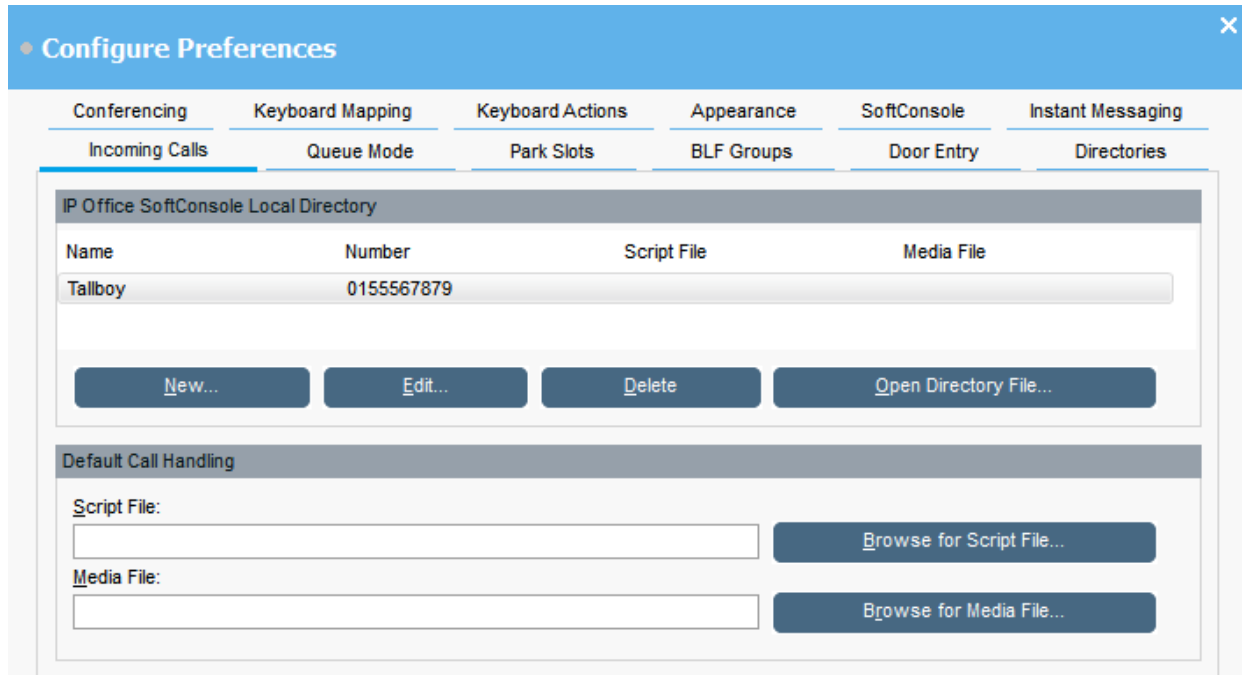 Configure Preferences
Conferencing Keyboard Mapping Keyboard Actions Appearance SoftConsole Instant Messaging
Incoming Calls Queue Mode Park Slots BLF Groups Door Entry Directories
IP Office SoftConsole Local Directory
Name Number Script File Media File
Tallboy 0155567879
New... Edit... Delete Open Directory File...
Default Call Handling
Script File:
Browse for Script File...
Media File:
Browse for Media File...